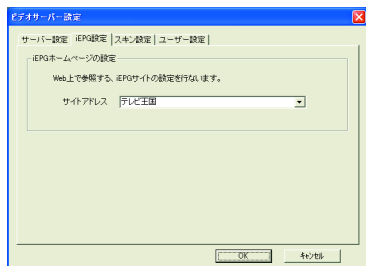 ビデオサーバー設定
サーバー設定 iEPG設定 スキン設定 ユーザー設定
iEPGホームページの設定
Web上で参照する、iEPGサイトの設定を行ないます。
サイトアドレス テレビ王国
OK キャンセル